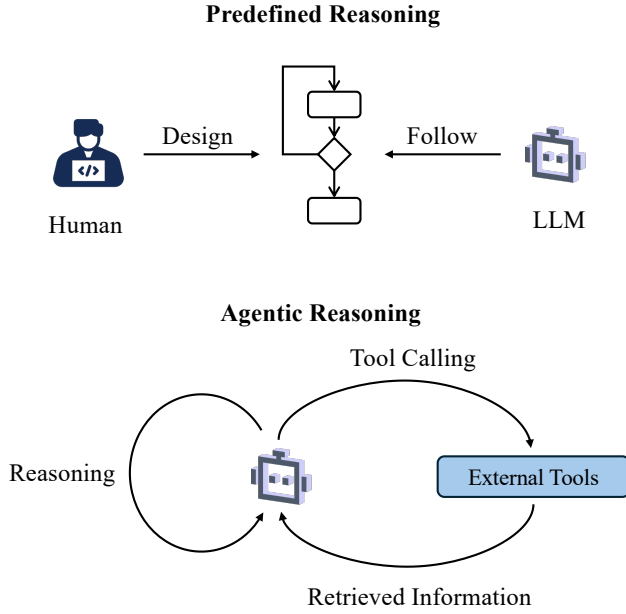 Predefined Reasoning
Design
Follow
</>
Human
LLM
Agentic Reasoning
Tool Calling
Reasoning
External Tools
Retrieved Information